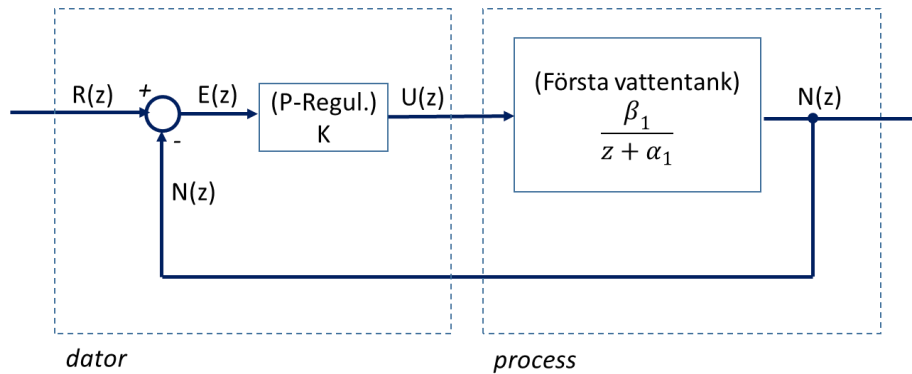 R(z)
+
E(z)
(P-Regul.)
K
U(z)
(Första vattentank)
β₁
z + α₁
N(z)
-
N(z)
dator
process